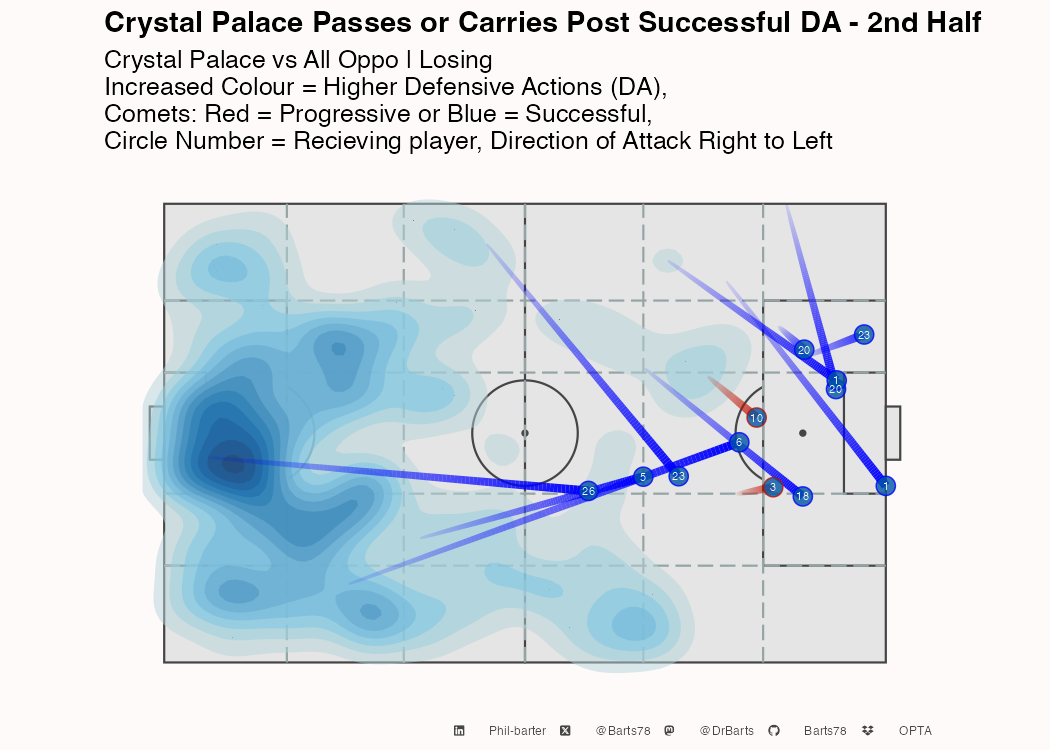 Crystal Palace Passes or Carries Post Successful DA - 2nd Half
Crystal Palace vs All Oppo | Losing
Increased Colour = Higher Defensive Actions (DA),
Comets: Red = Progressive or Blue = Successful,
Circle Number = Recieving player, Direction of Attack Right to Left
23
20
1
20
10
6
5
23
26
3
18
1
Phil-barter @Barts78 @DrBarts Barts78 OPTA